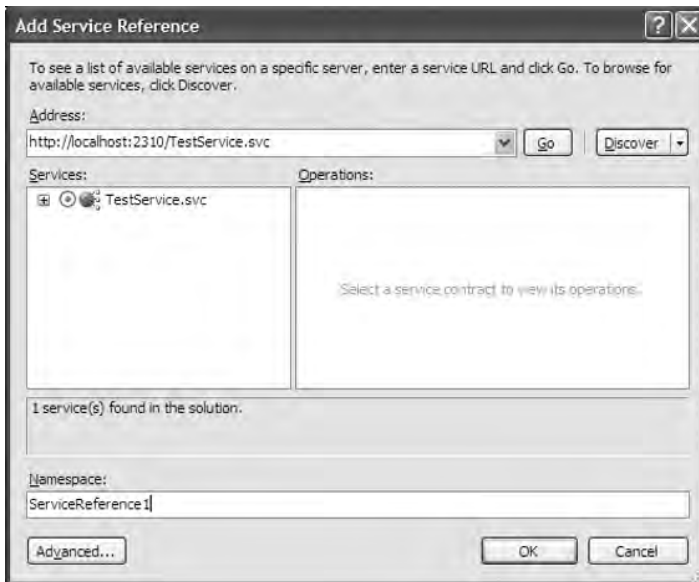 Add Service Reference
To see a list of available services on a specific server, enter a service URL and click Go. To browse for
available services, click Discover.
Address:
http://localhost:2310/TestService.svc
Go
Discover
Services:
Operations:
TestService.svc
Select a service contract to view its operations.
1 service(s) found in the solution.
Namespace:
ServiceReference1
Advanced...
OK
Cancel